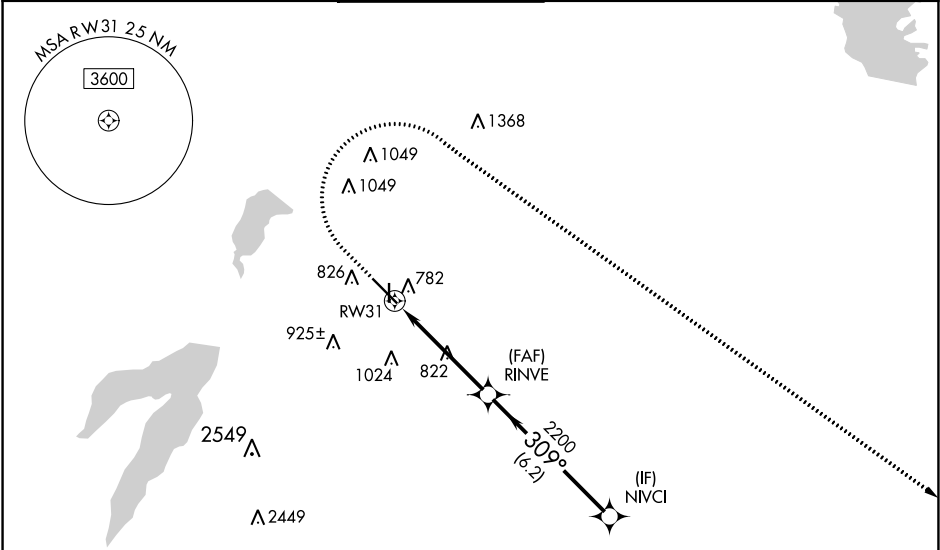 MSA RW31 25 NM
3600
1368
1049
1049
826
782
RW31
925±
1024
822
(FAF)
RINVE
2200
309°
(6.2)
(IF)
NIVCI
2549
2449